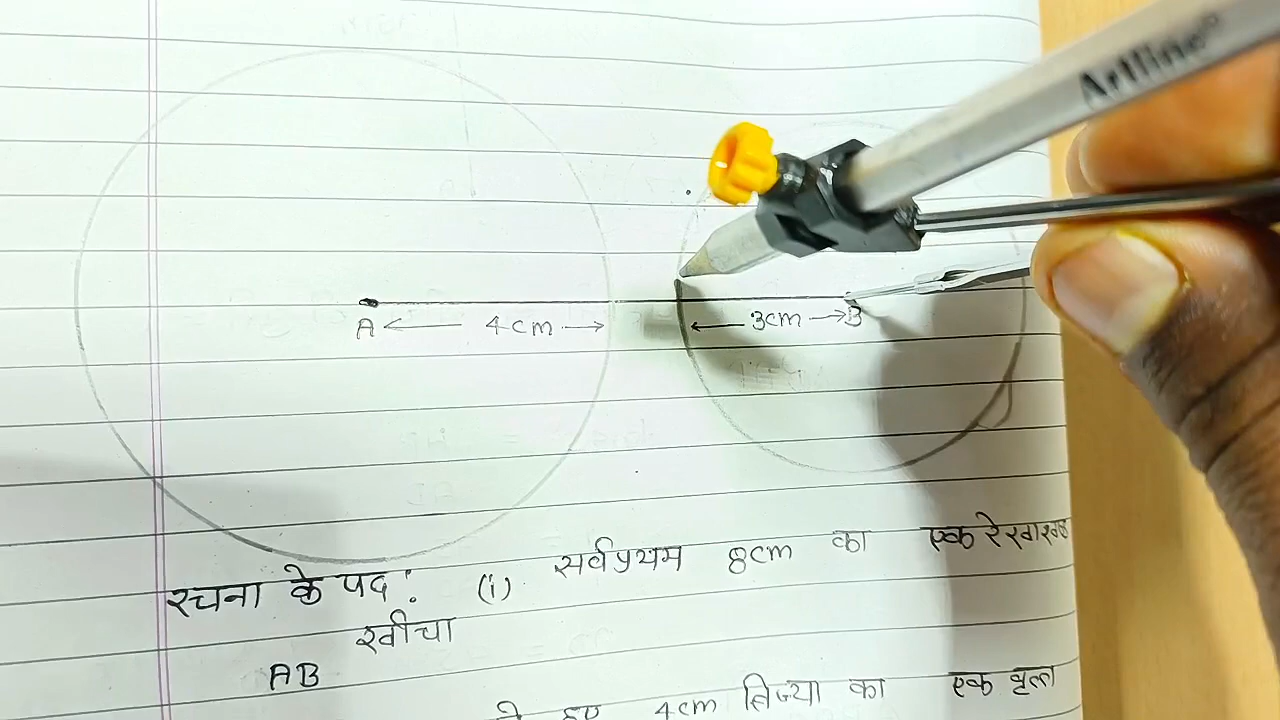 Artline
A ← 4cm → ← 3cm → B
रचना के पद : (i) सर्वप्रथम 8cm का एक रेखाखण्ड
AB खींचा
हुए 4cm त्रिज्या का एक वृत्त